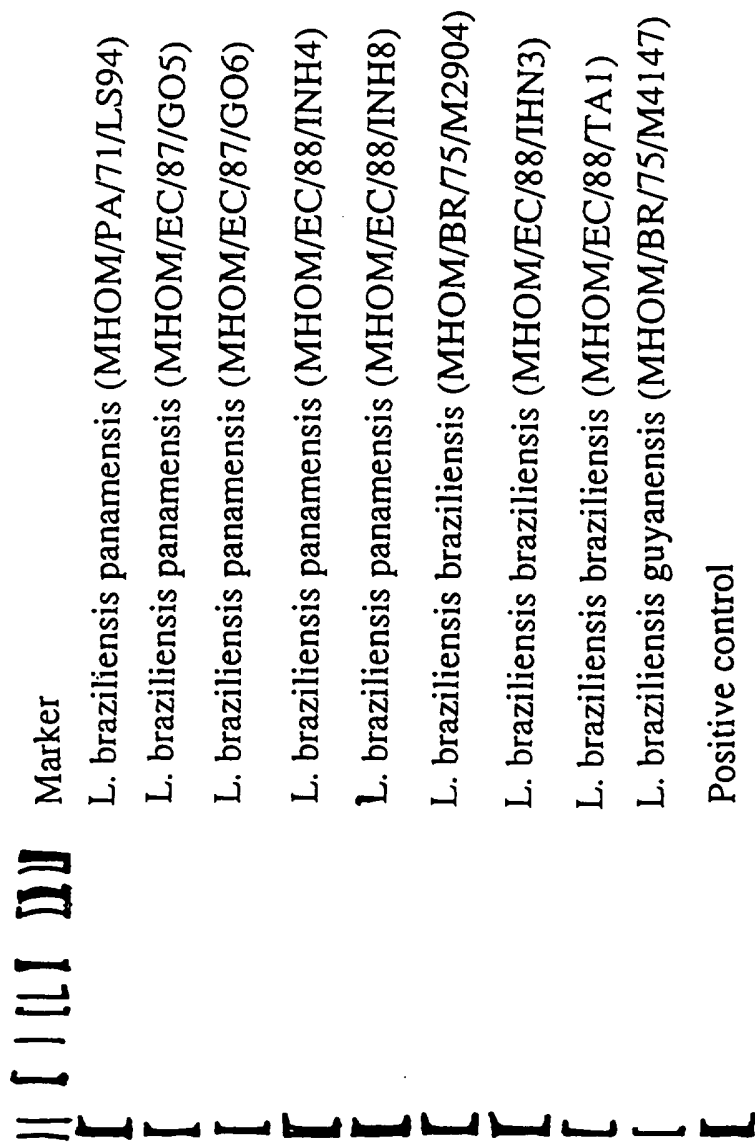 Marker
L. braziliensis panamensis (MHOM/PA/71/LS94)
L. braziliensis panamensis (MHOM/EC/87/GO5)
L. braziliensis panamensis (MHOM/EC/87/GO6)
L. braziliensis panamensis (MHOM/EC/88/INH4)
L. braziliensis panamensis (MHOM/EC/88/INH8)
L. braziliensis braziliensis (MHOM/BR/75/M2904)
L. braziliensis braziliensis (MHOM/EC/88/IHN3)
L. braziliensis braziliensis (MHOM/EC/88/TA1)
L. braziliensis guyanensis (MHOM/BR/75/M4147)
Positive control